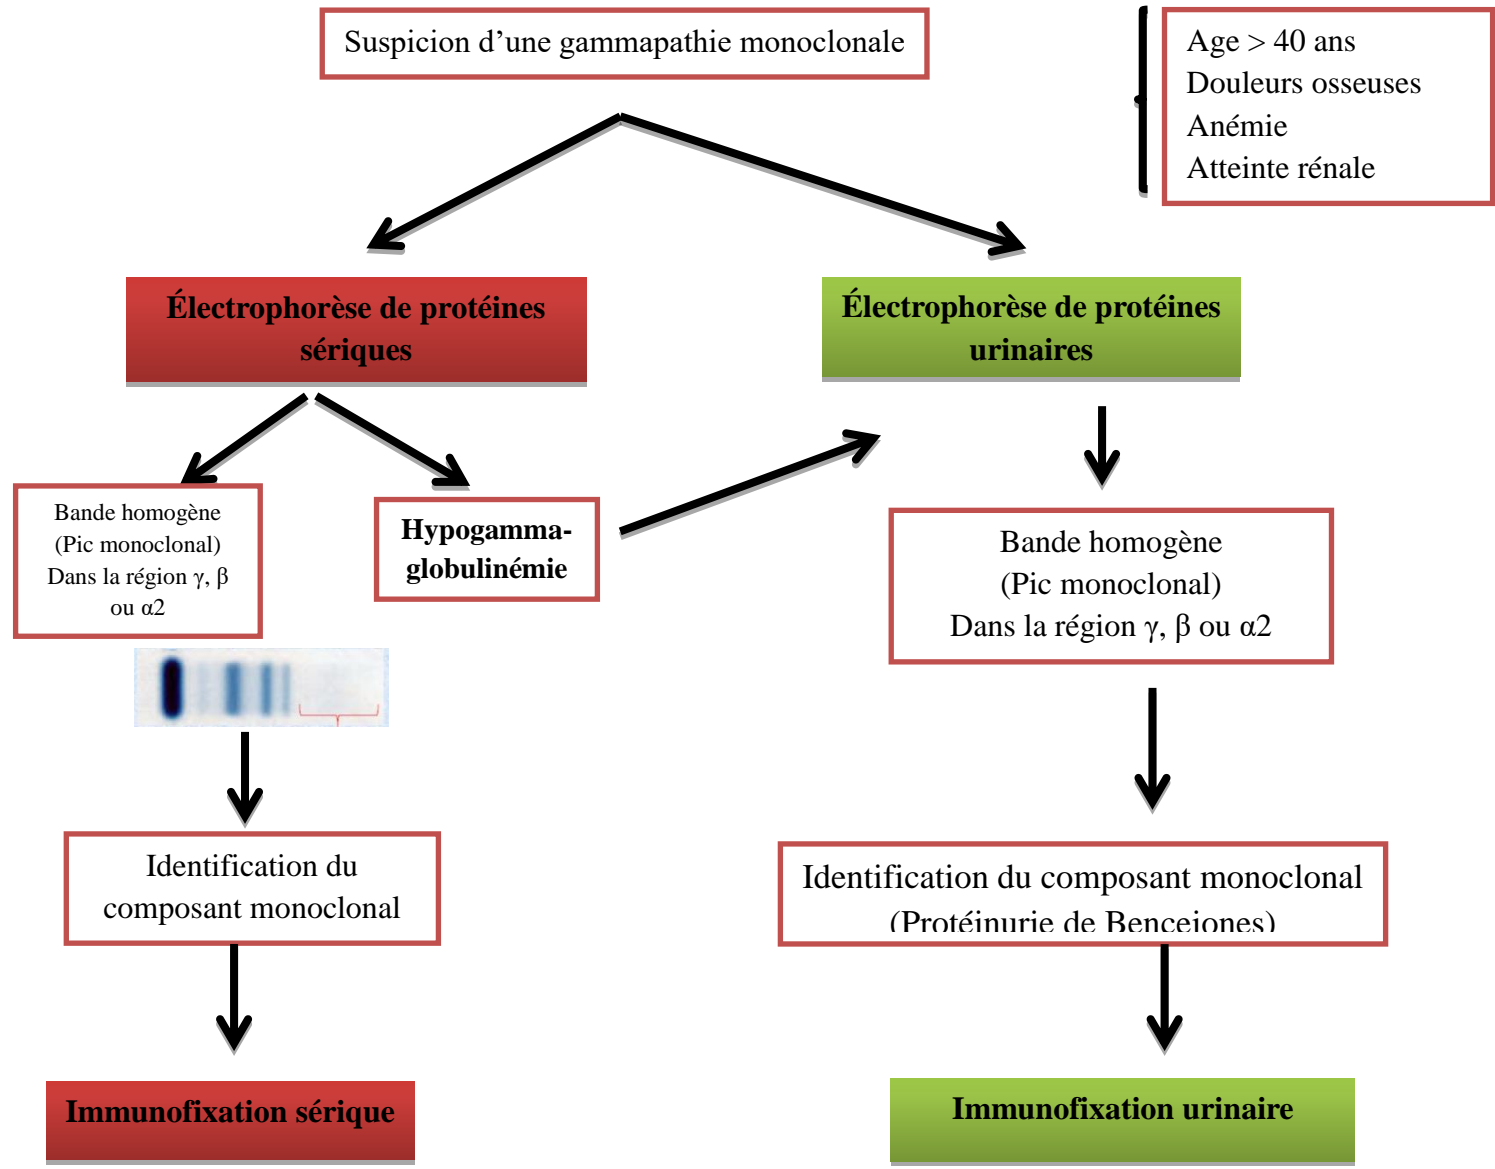 Suspicion d’une gammapathie monoclonale
Age > 40 ans
Douleurs osseuses
Anémie
Atteinte rénale
Électrophorèse de protéines
sériques
Électrophorèse de protéines
urinaires
Bande homogène
(Pic monoclonal)
Dans la région γ, β
ou α2
Hypogamma-
globulinémie
Bande homogène
(Pic monoclonal)
Dans la région γ, β ou α2
Identification du
composant monoclonal
Identification du composant monoclonal
(Protéinurie de Bencejones)
Immunofixation sérique
Immunofixation urinaire